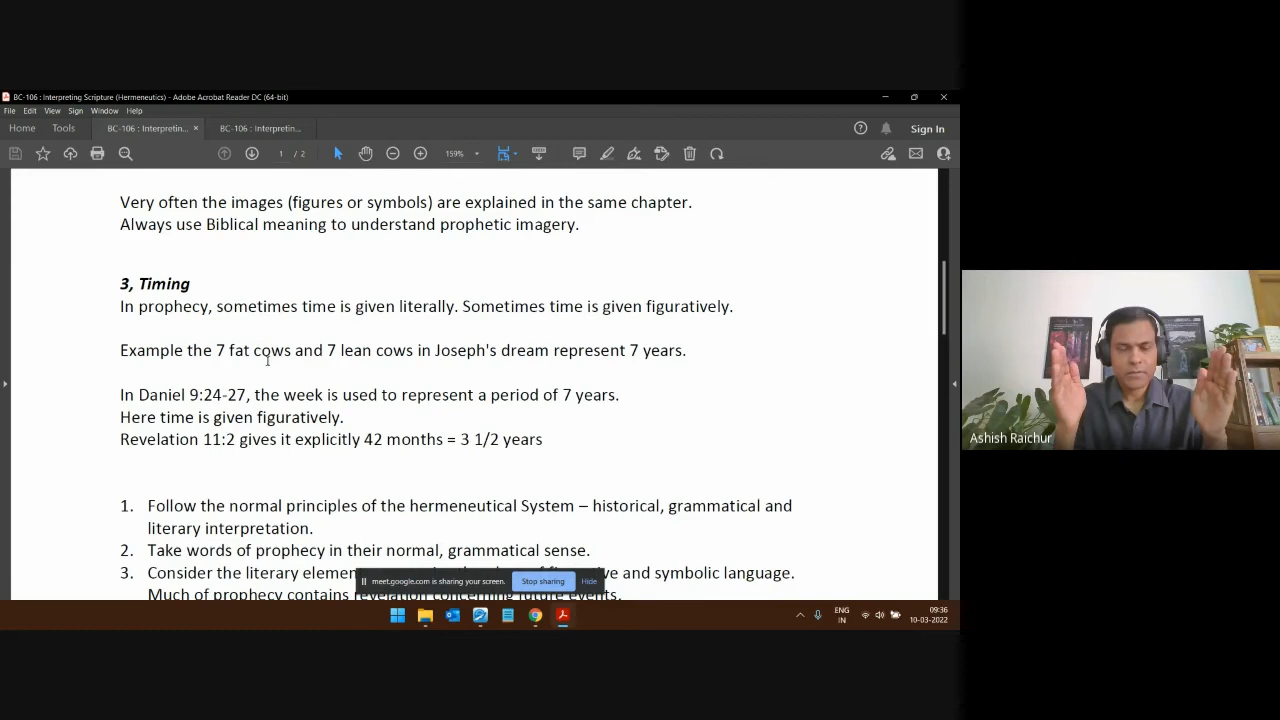 BC-106 : Interpreting Scripture (Hermeneutics) - Adobe Acrobat Reader DC (64-bit)
File Edit View Sign Window Help
Home Tools BC-106 : Interpretin... × BC-106 : Interpretin... Sign In
1 / 2 159%
Very often the images (figures or symbols) are explained in the same chapter.
Always use Biblical meaning to understand prophetic imagery.
3, Timing
In prophecy, sometimes time is given literally. Sometimes time is given figuratively.
Example the 7 fat cows and 7 lean cows in Joseph's dream represent 7 years.
In Daniel 9:24-27, the week is used to represent a period of 7 years.
Here time is given figuratively.
Revelation 11:2 gives it explicitly 42 months = 3 1/2 years
Ashish Raichur
1. Follow the normal principles of the hermeneutical System – historical, grammatical and
literary interpretation.
2. Take words of prophecy in their normal, grammatical sense.
3. Consider the literary elemen and symbolic language.
Much of prophecy contains revelation concerning future events.
meet.google.com is sharing your screen. Stop sharing Hide
ENG
IN
09:36
10-03-2022